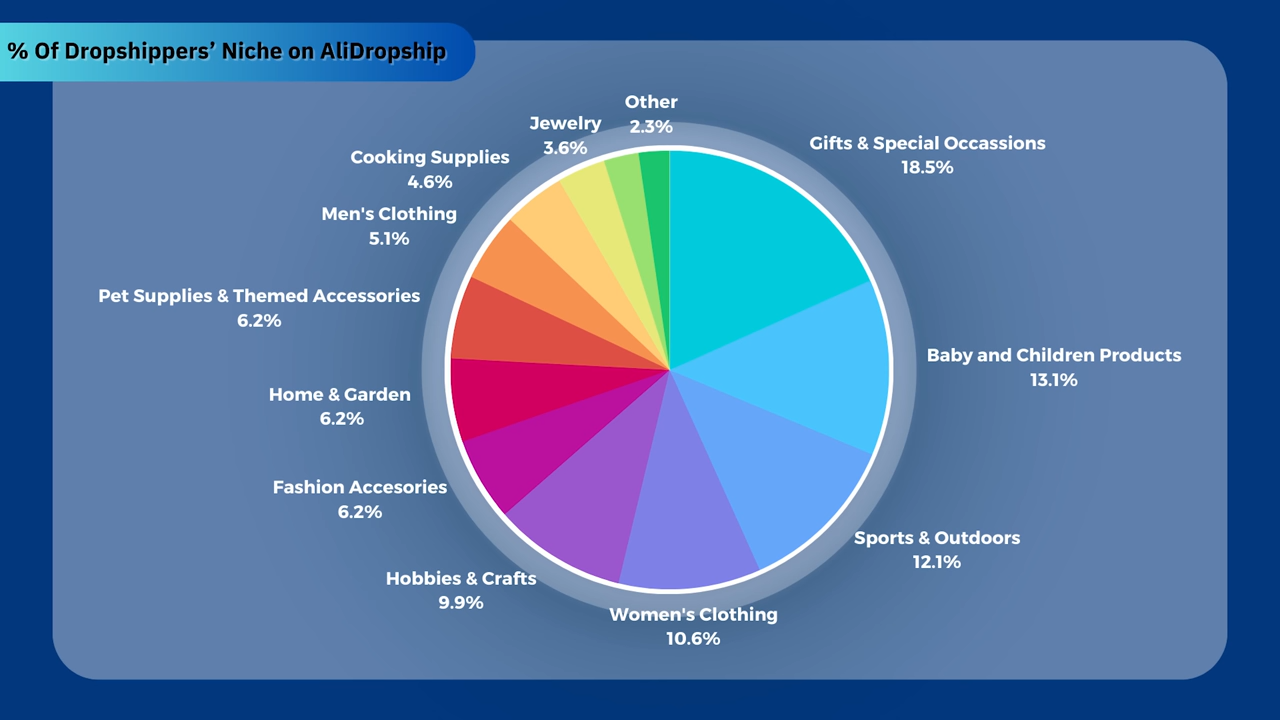 % Of Dropshippers’ Niche on AliDropship
Other
2.3%
Gifts & Special Occassions
18.5%
Baby and Children Products
13.1%
Sports & Outdoors
12.1%
Women's Clothing
10.6%
Hobbies & Crafts
9.9%
Fashion Accesories
6.2%
Home & Garden
6.2%
Pet Supplies & Themed Accessories
6.2%
Men's Clothing
5.1%
Cooking Supplies
4.6%
Jewelry
3.6%